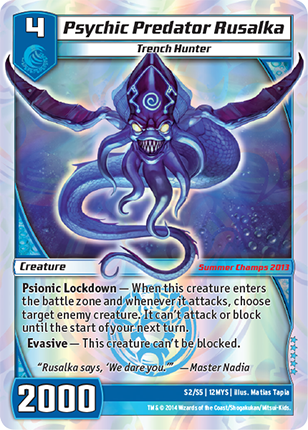 4
Psychic Predator Rusalka
Trench Hunter
Creature
Summer Champs 2013
Psionic Lockdown — When this creature enters
the battle zone and whenever it attacks, choose
target enemy creature. It can't attack or block
until the start of your next turn.
Evasive — This creature can't be blocked.
"Rusalka says, 'We dare you.'" —Master Nadia
2000
S2/S5 | 12MYS | Illus. Matias Tapia
TM & © 2014 Wizards of the Coast/Shogakukan/Mitsui-Kids.